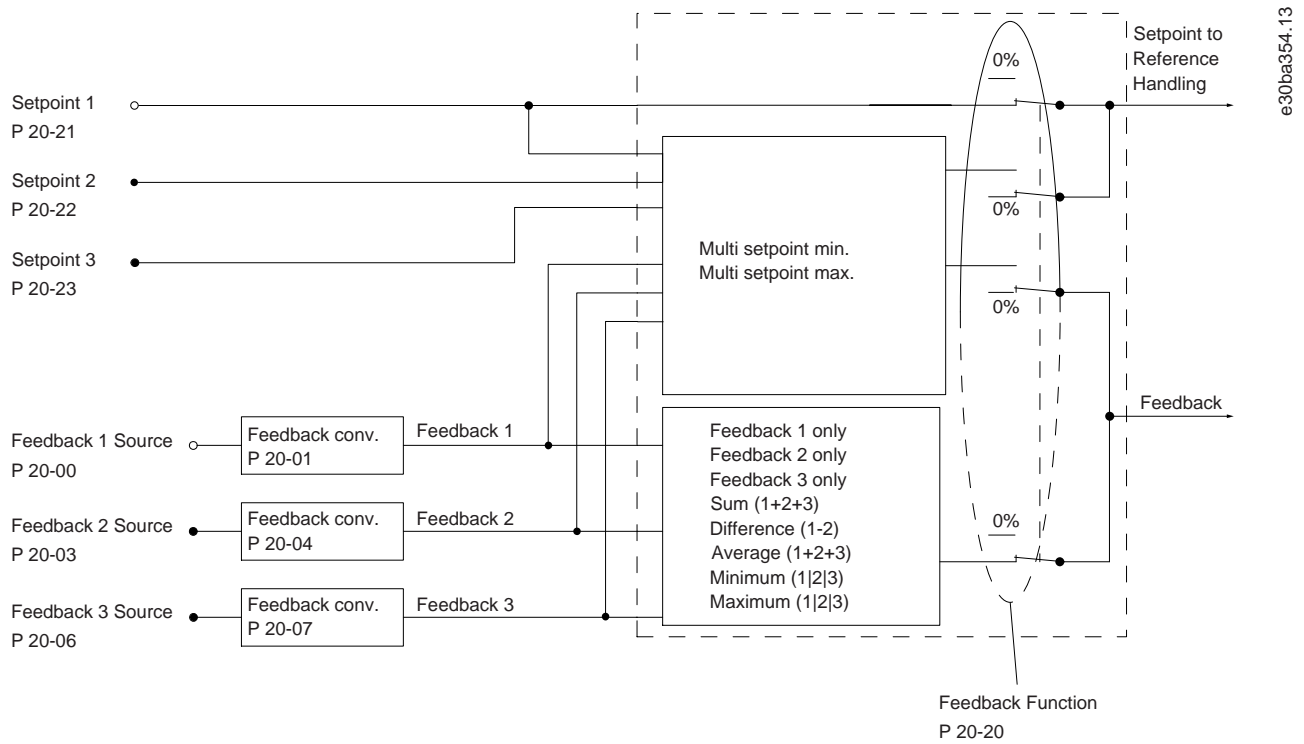 e30ba354.13
Setpoint to
Reference
Handling
0%
Setpoint 1
P 20-21
Setpoint 2
P 20-22
0%
Setpoint 3
P 20-23
Multi setpoint min.
Multi setpoint max.
0%
Feedback
Feedback 1 Source
P 20-00
Feedback conv.
P 20-01
Feedback 1
Feedback 2 Source
P 20-03
Feedback conv.
P 20-04
Feedback 2
Feedback 3 Source
P 20-06
Feedback conv.
P 20-07
Feedback 3
Feedback 1 only
Feedback 2 only
Feedback 3 only
Sum (1+2+3)
Difference (1-2)
Average (1+2+3)
Minimum (1|2|3)
Maximum (1|2|3)
0%
Feedback Function
P 20-20